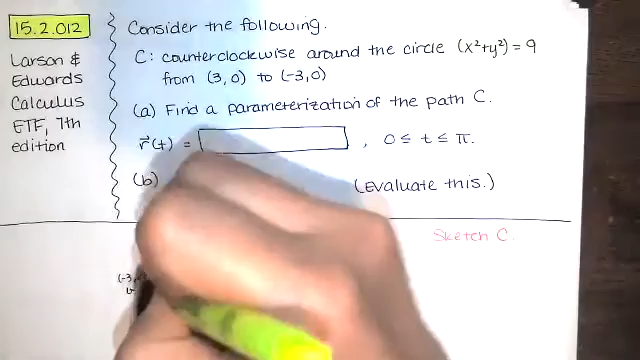 15.2.012
Larson &
Edwards
Calculus
ETF, 7th
edition
Consider the following.
C: counterclockwise around the circle (x²+y²) = 9
from (3, 0) to (-3, 0)
(a) Find a parameterization of the path C.
r⃗(t) = , 0 ≤ t ≤ π.
(b) (Evaluate this.)
Sketch C.
(-3,